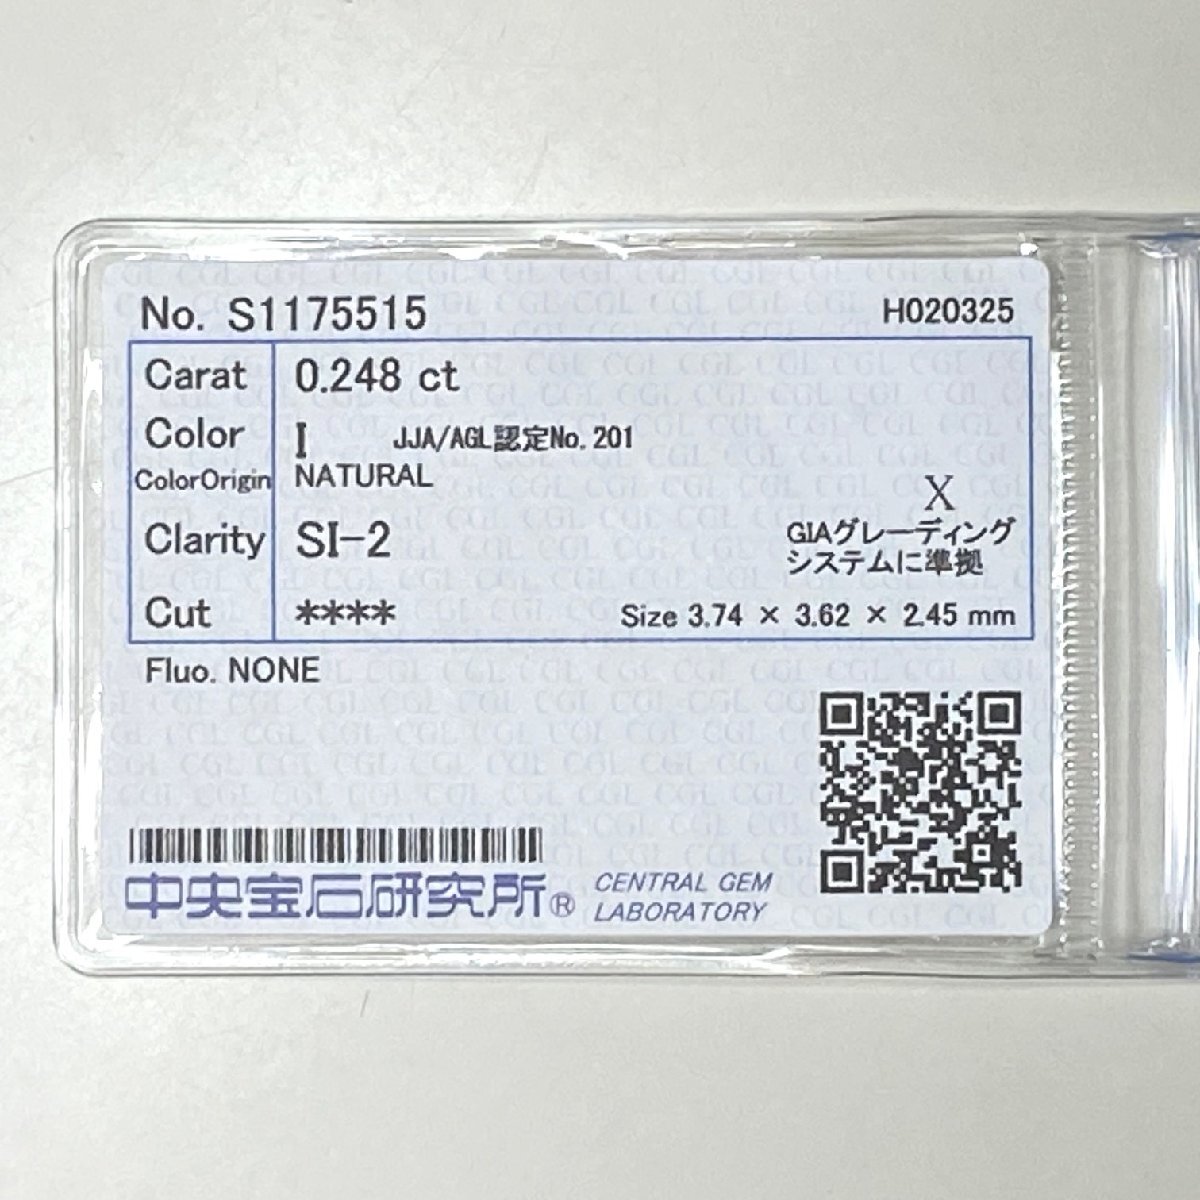 No. S1175515 H020325
Carat 0.248 ct
Color I JJA/AGL認定No. 201
ColorOrigin NATURAL
X
Clarity SI-2 GIAグレーディング
システムに準拠
Cut **** Size 3.74 × 3.62 × 2.45 mm
Fluo. NONE
中央宝石研究所® CENTRAL GEM
LABORATORY